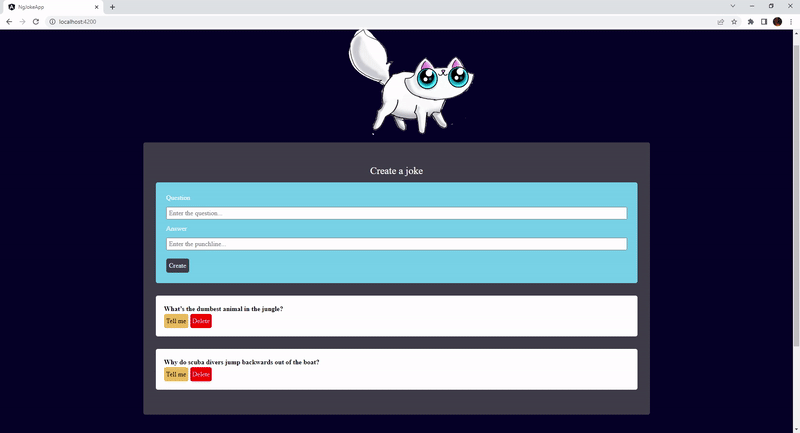 NgJokeApp
localhost:4200
Create a joke
Question
Enter the question...
Answer
Enter the punchline...
Create
What's the dumbest animal in the jungle?
Tell me Delete
Why do scuba divers jump backwards out of the boat?
Tell me Delete